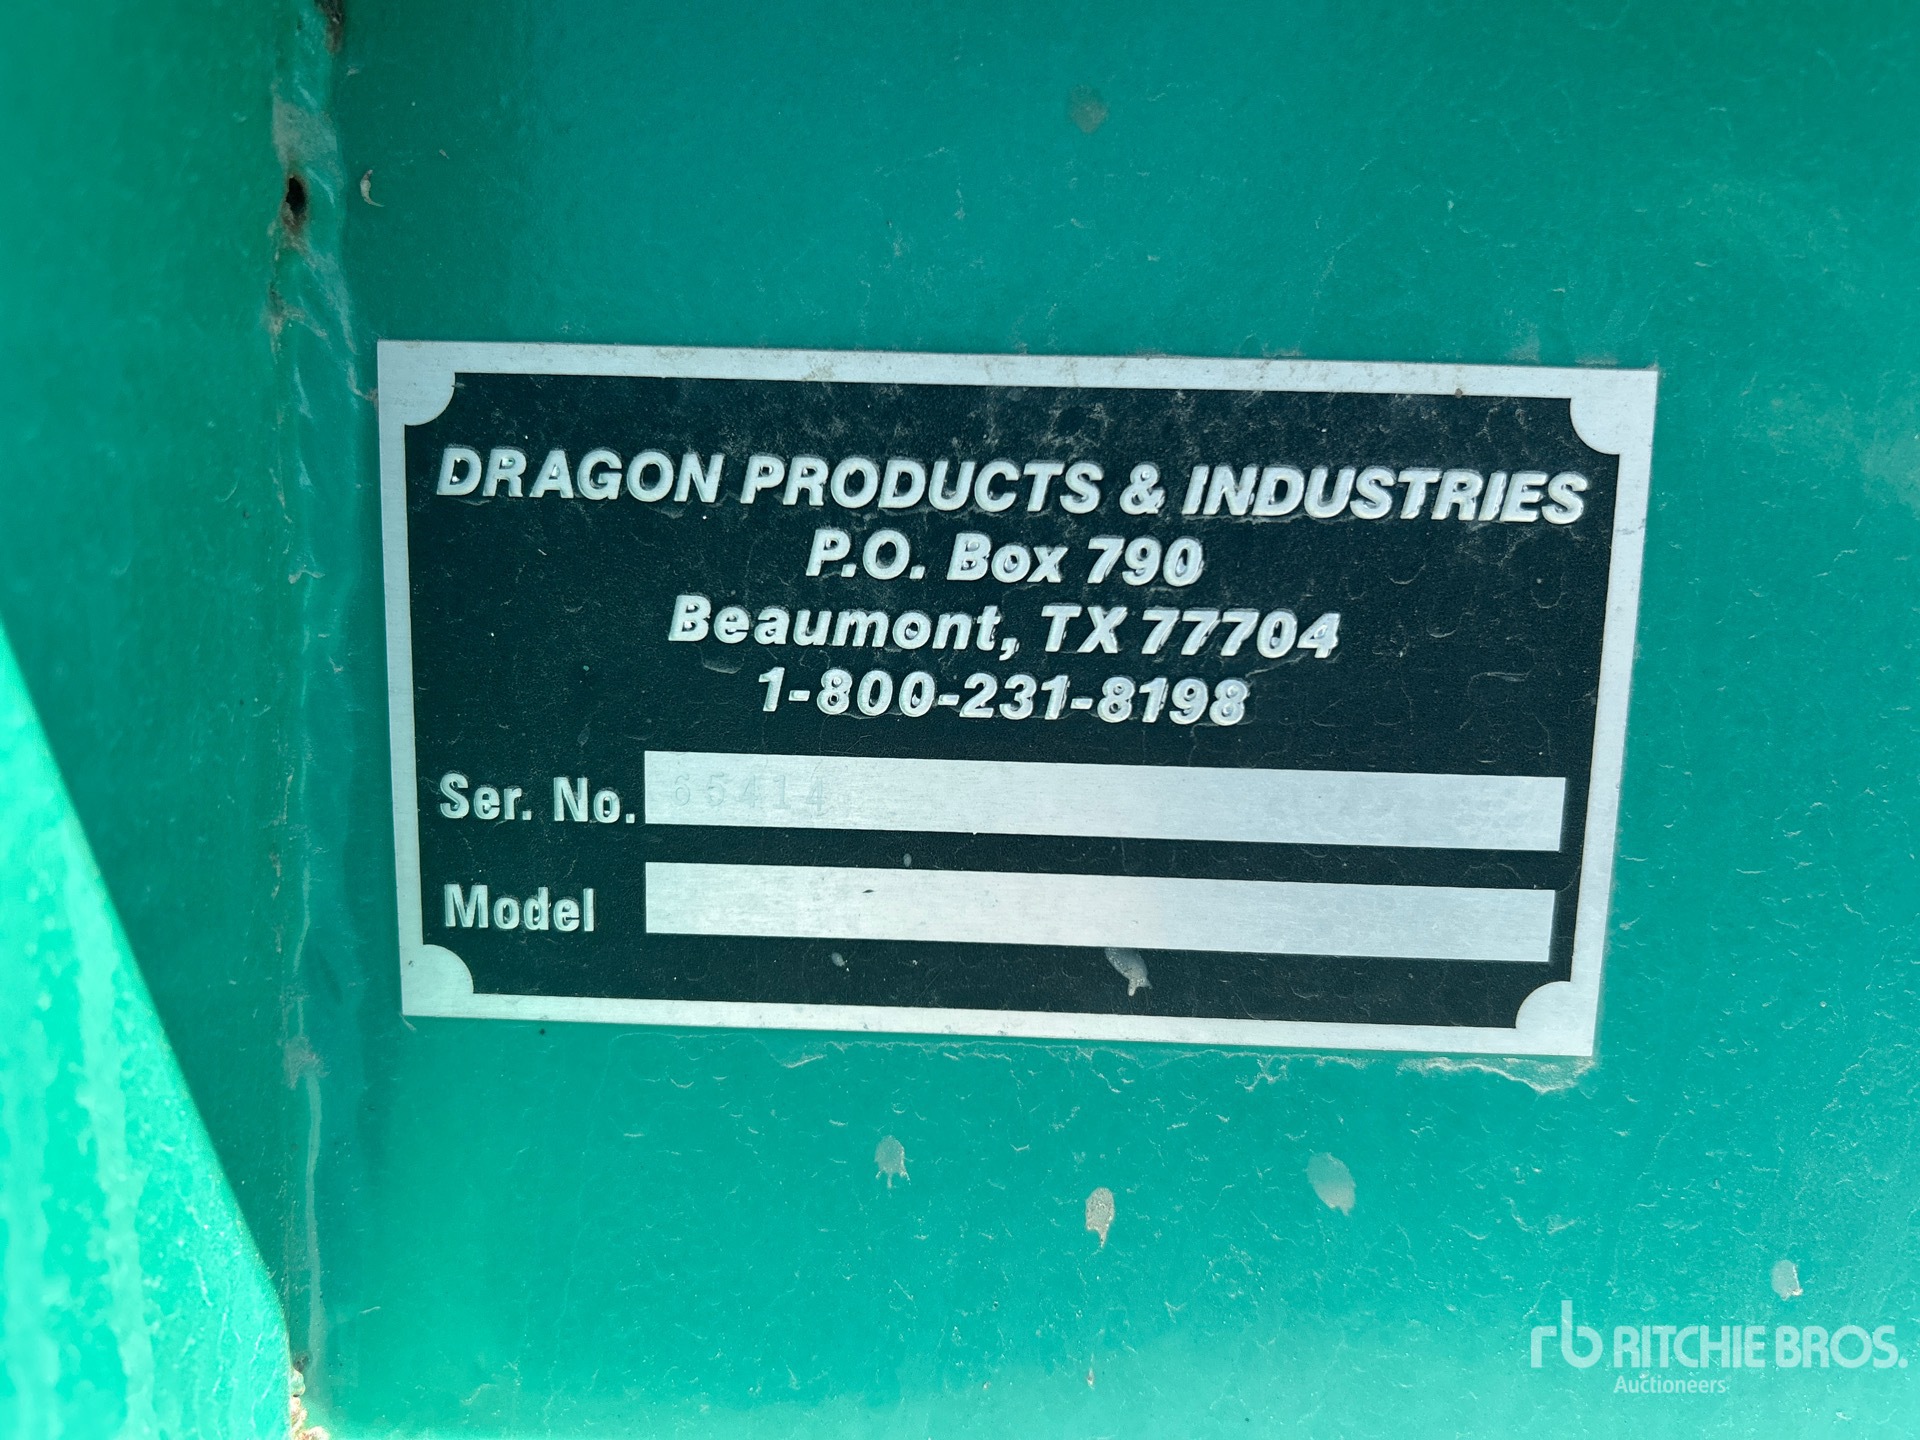 DRAGON PRODUCTS & INDUSTRIES
P.O. Box 790
Beaumont, TX 77704
1-800-231-8198
Ser. No. 65414
Model
rb RITCHIE BROS.
Auctioneers